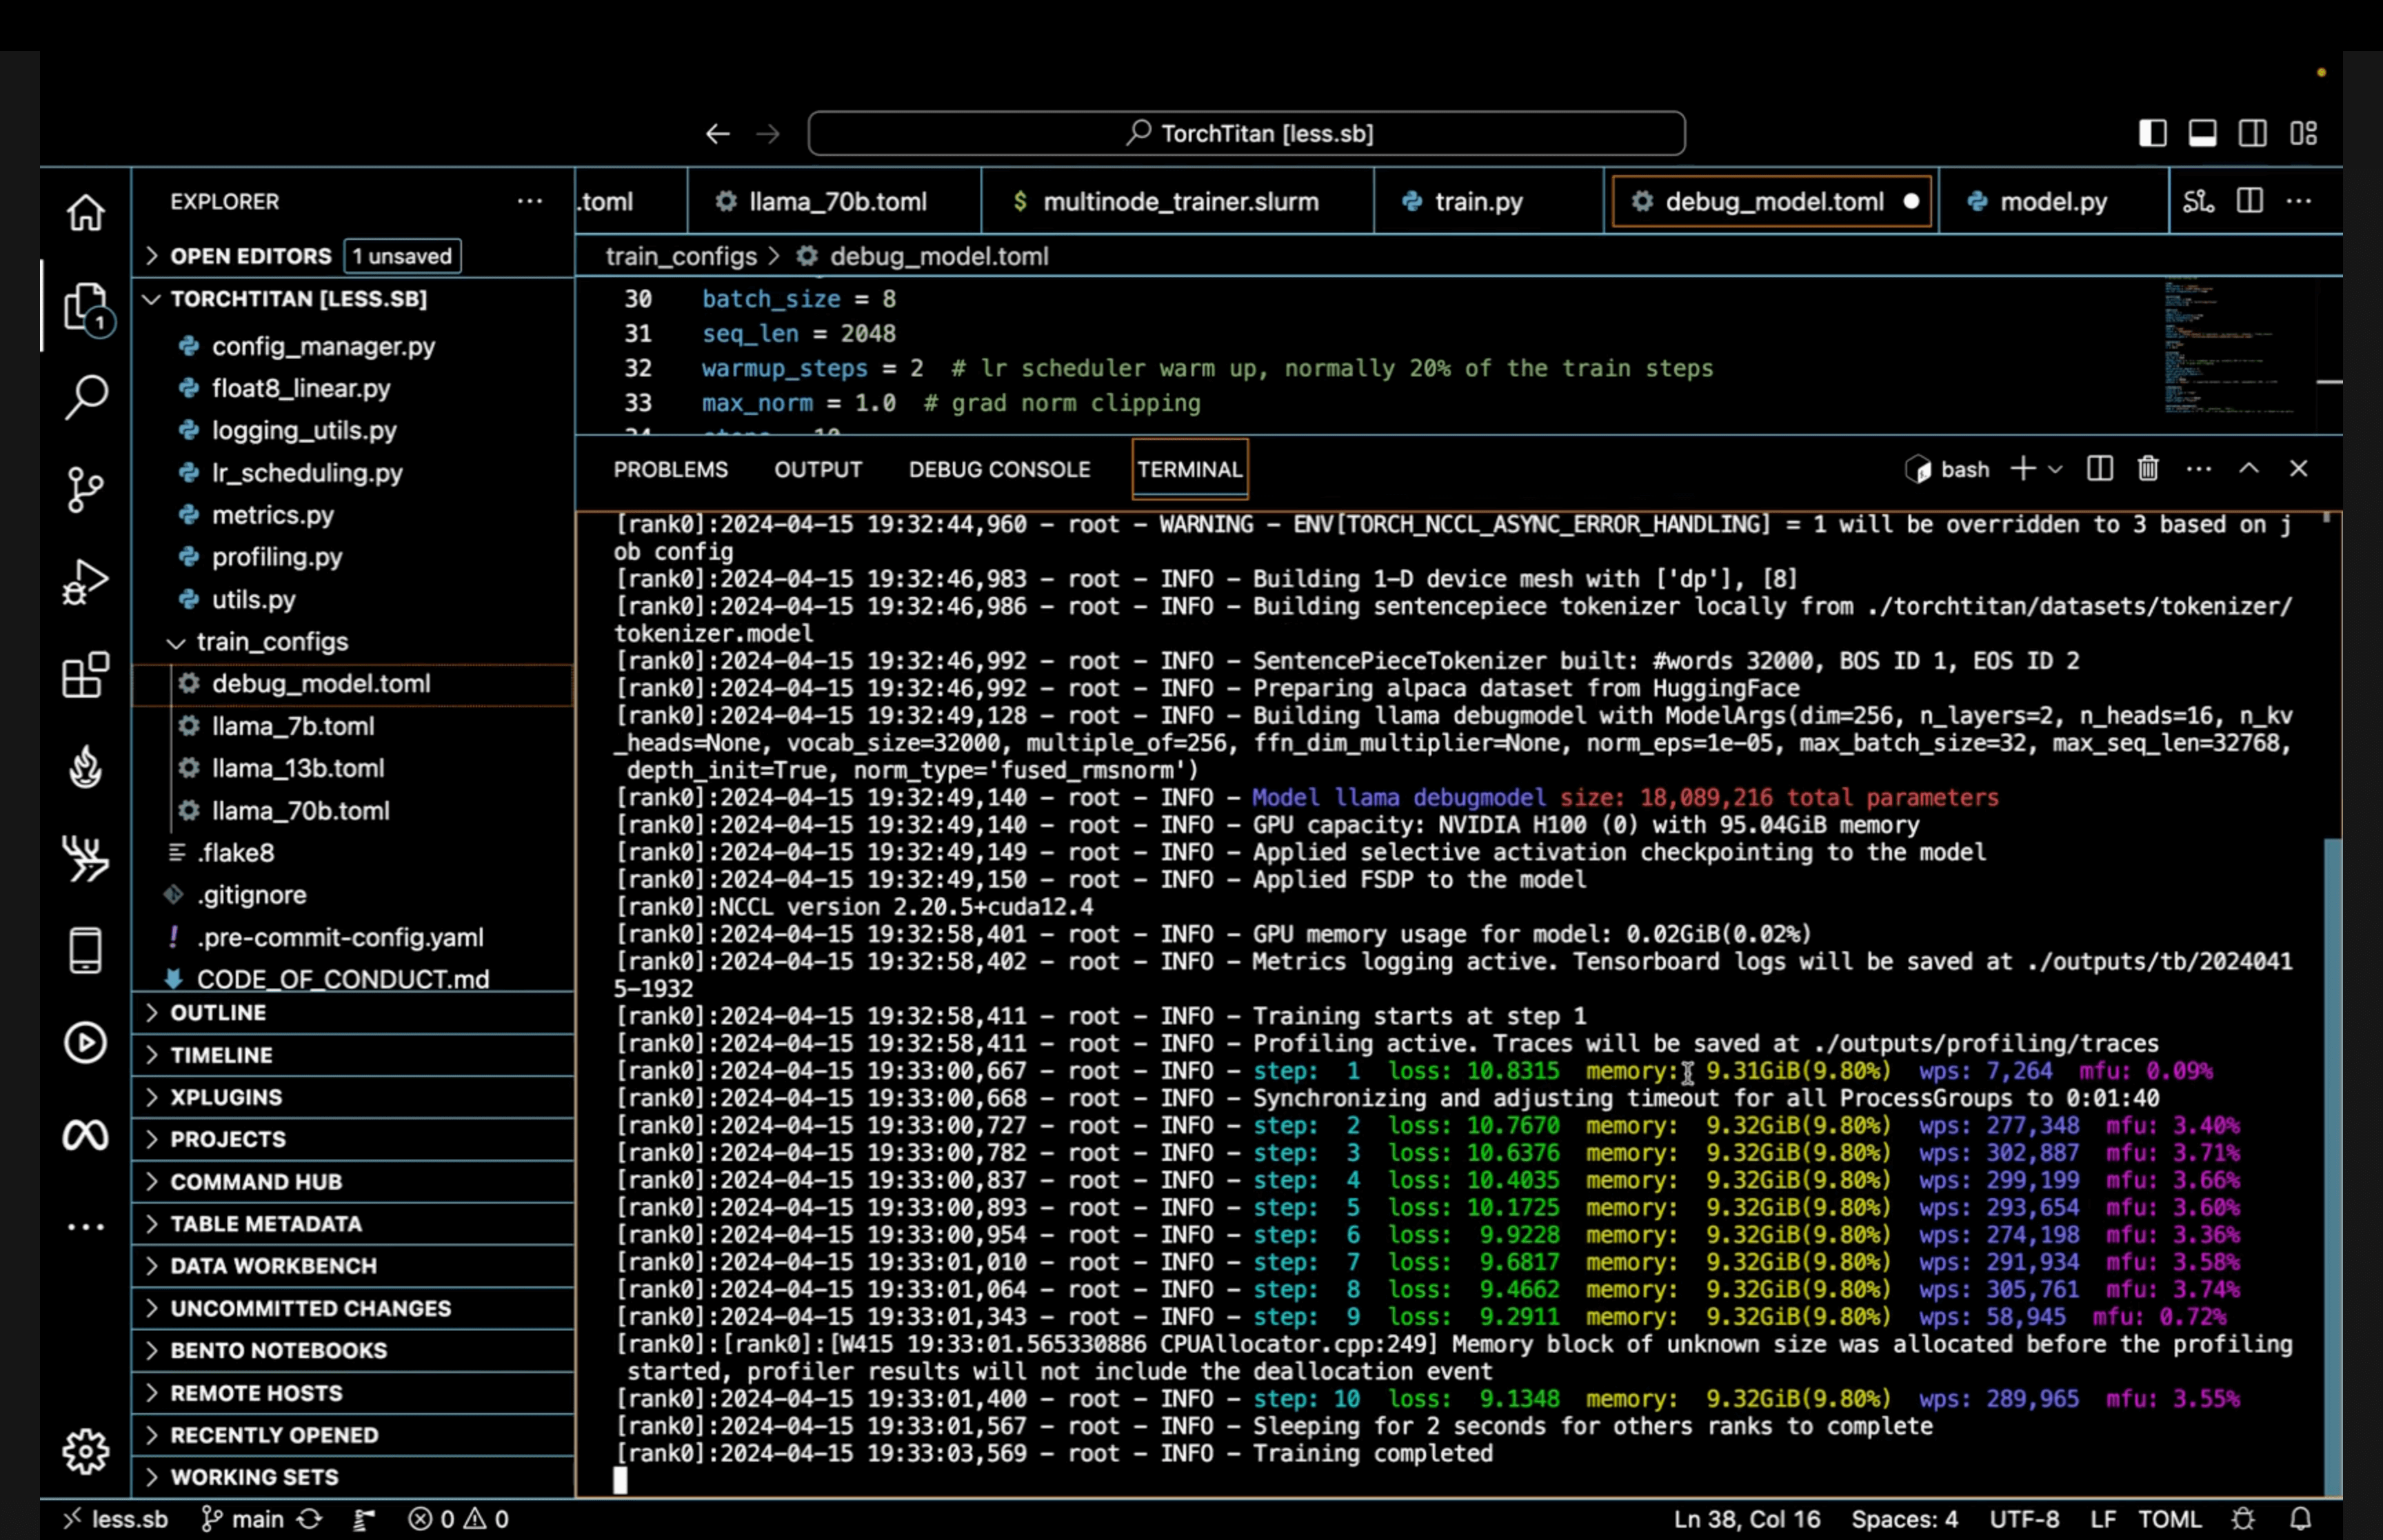 TorchTitan [less.sb]
EXPLORER
OPEN EDITORS 1 unsaved
TORCHTITAN [LESS.SB]
config_manager.py
float8_linear.py
logging_utils.py
lr_scheduling.py
metrics.py
profiling.py
utils.py
train_configs
debug_model.toml
llama_7b.toml
llama_13b.toml
llama_70b.toml
.flake8
.gitignore
.pre-commit-config.yaml
CODE_OF_CONDUCT.md
OUTLINE
TIMELINE
XPLUGINS
PROJECTS
COMMAND HUB
TABLE METADATA
DATA WORKBENCH
UNCOMMITTED CHANGES
BENTO NOTEBOOKS
REMOTE HOSTS
RECENTLY OPENED
WORKING SETS
.toml llama_70b.toml $ multinode_trainer.slurm train.py debug_model.toml model.py
train_configs > debug_model.toml
30 batch_size = 8
31 seq_len = 2048
32 warmup_steps = 2 # lr scheduler warm up, normally 20% of the train steps
33 max_norm = 1.0 # grad norm clipping
34 steps = 10
PROBLEMS OUTPUT DEBUG CONSOLE TERMINAL bash
[rank0]:2024-04-15 19:32:44,960 - root - WARNING - ENV[TORCH_NCCL_ASYNC_ERROR_HANDLING] = 1 will be overridden to 3 based on j
ob config
[rank0]:2024-04-15 19:32:46,983 - root - INFO - Building 1-D device mesh with ['dp'], [8]
[rank0]:2024-04-15 19:32:46,986 - root - INFO - Building sentencepiece tokenizer locally from ./torchtitan/datasets/tokenizer/
tokenizer.model
[rank0]:2024-04-15 19:32:46,992 - root - INFO - SentencePieceTokenizer built: #words 32000, BOS ID 1, EOS ID 2
[rank0]:2024-04-15 19:32:46,992 - root - INFO - Preparing alpaca dataset from HuggingFace
[rank0]:2024-04-15 19:32:49,128 - root - INFO - Building llama debugmodel with ModelArgs(dim=256, n_layers=2, n_heads=16, n_kv
_heads=None, vocab_size=32000, multiple_of=256, ffn_dim_multiplier=None, norm_eps=1e-05, max_batch_size=32, max_seq_len=32768,
depth_init=True, norm_type='fused_rmsnorm')
[rank0]:2024-04-15 19:32:49,140 - root - INFO - Model llama debugmodel size: 18,089,216 total parameters
[rank0]:2024-04-15 19:32:49,140 - root - INFO - GPU capacity: NVIDIA H100 (0) with 95.04GiB memory
[rank0]:2024-04-15 19:32:49,149 - root - INFO - Applied selective activation checkpointing to the model
[rank0]:2024-04-15 19:32:49,150 - root - INFO - Applied FSDP to the model
[rank0]:NCCL version 2.20.5+cuda12.4
[rank0]:2024-04-15 19:32:58,401 - root - INFO - GPU memory usage for model: 0.02GiB(0.02%)
[rank0]:2024-04-15 19:32:58,402 - root - INFO - Metrics logging active. Tensorboard logs will be saved at ./outputs/tb/2024041
5-1932
[rank0]:2024-04-15 19:32:58,411 - root - INFO - Training starts at step 1
[rank0]:2024-04-15 19:32:58,411 - root - INFO - Profiling active. Traces will be saved at ./outputs/profiling/traces
[rank0]:2024-04-15 19:33:00,667 - root - INFO - step: 1 loss: 10.8315 memory: 9.31GiB(9.80%) wps: 7,264 mfu: 0.09%
[rank0]:2024-04-15 19:33:00,668 - root - INFO - Synchronizing and adjusting timeout for all ProcessGroups to 0:01:40
[rank0]:2024-04-15 19:33:00,727 - root - INFO - step: 2 loss: 10.7670 memory: 9.32GiB(9.80%) wps: 277,348 mfu: 3.40%
[rank0]:2024-04-15 19:33:00,782 - root - INFO - step: 3 loss: 10.6376 memory: 9.32GiB(9.80%) wps: 302,887 mfu: 3.71%
[rank0]:2024-04-15 19:33:00,837 - root - INFO - step: 4 loss: 10.4035 memory: 9.32GiB(9.80%) wps: 299,199 mfu: 3.66%
[rank0]:2024-04-15 19:33:00,893 - root - INFO - step: 5 loss: 10.1725 memory: 9.32GiB(9.80%) wps: 293,654 mfu: 3.60%
[rank0]:2024-04-15 19:33:00,954 - root - INFO - step: 6 loss: 9.9228 memory: 9.32GiB(9.80%) wps: 274,198 mfu: 3.36%
[rank0]:2024-04-15 19:33:01,010 - root - INFO - step: 7 loss: 9.6817 memory: 9.32GiB(9.80%) wps: 291,934 mfu: 3.58%
[rank0]:2024-04-15 19:33:01,064 - root - INFO - step: 8 loss: 9.4662 memory: 9.32GiB(9.80%) wps: 305,761 mfu: 3.74%
[rank0]:2024-04-15 19:33:01,343 - root - INFO - step: 9 loss: 9.2911 memory: 9.32GiB(9.80%) wps: 58,945 mfu: 0.72%
[rank0]:[rank0]:[W415 19:33:01.565330886 CPUAllocator.cpp:249] Memory block of unknown size was allocated before the profiling
started, profiler results will not include the deallocation event
[rank0]:2024-04-15 19:33:01,400 - root - INFO - step: 10 loss: 9.1348 memory: 9.32GiB(9.80%) wps: 289,965 mfu: 3.55%
[rank0]:2024-04-15 19:33:01,567 - root - INFO - Sleeping for 2 seconds for others ranks to complete
[rank0]:2024-04-15 19:33:03,569 - root - INFO - Training completed
less.sb main 0 0 Ln 38, Col 16 Spaces: 4 UTF-8 LF TOML